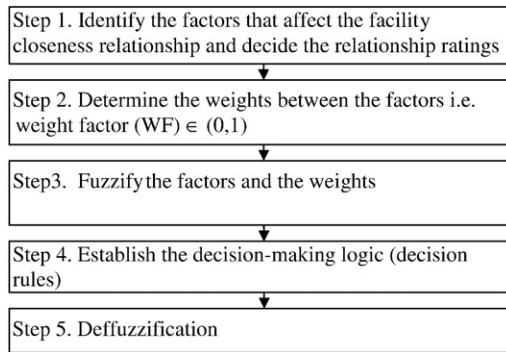 Step 1. Identify the factors that affect the facility
closeness relationship and decide the relationship ratings
Step 2. Determine the weights between the factors i.e.
weight factor (WF) ∈ (0,1)
Step3. Fuzzify the factors and the weights
Step 4. Establish the decision-making logic (decision
rules)
Step 5. Deffuzzification